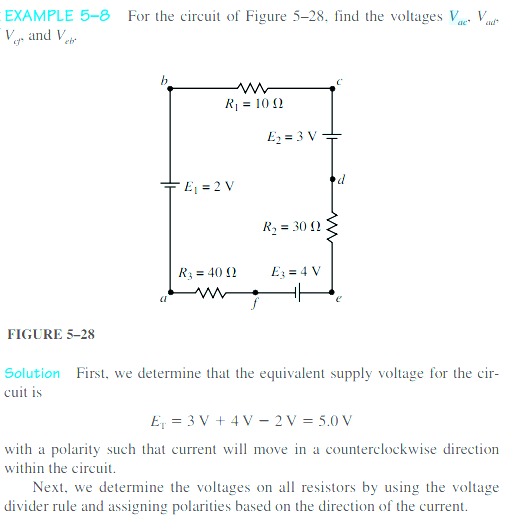 EXAMPLE 5–8 For the circuit of Figure 5–28, find the voltages V_ac, V_ad,
V_cf, and V_eb.
b
c
R₁ = 10 Ω
E₂ = 3 V
d
E₁ = 2 V
R₂ = 30 Ω
R₃ = 40 Ω
E₃ = 4 V
a
f
e
FIGURE 5–28
Solution First, we determine that the equivalent supply voltage for the cir-
cuit is
E_T = 3 V + 4 V − 2 V = 5.0 V
with a polarity such that current will move in a counterclockwise direction
within the circuit.
Next, we determine the voltages on all resistors by using the voltage
divider rule and assigning polarities based on the direction of the current.